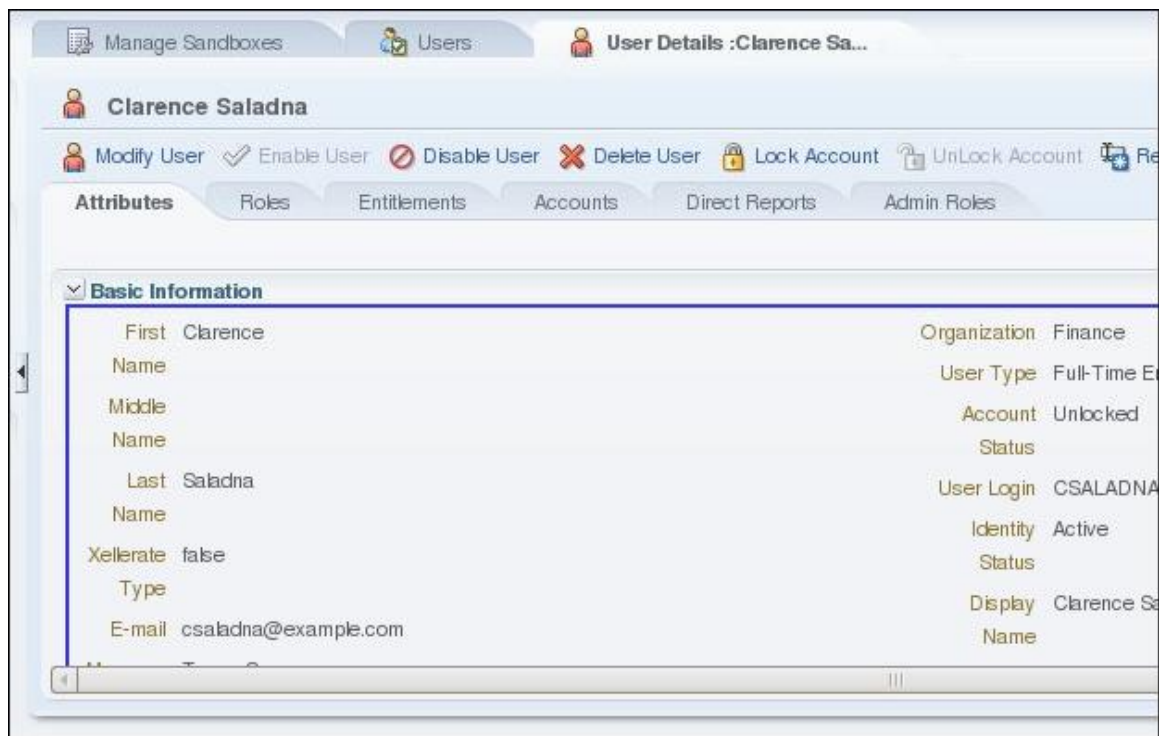 Manage Sandboxes Users User Details :Clarence Sa...
Clarence Saladna
Modify User Enable User Disable User Delete User Lock Account UnLock Account Re
Attributes Roles Entitlements Accounts Direct Reports Admin Roles
Basic Information
First Name Clarence
Middle Name
Last Name Saladna
Xellerate Type false
E-mail csaladna@example.com
Organization Finance
User Type Full-Time
Account Status Unlocked
User Login CSALADNA
Identity Status Active
Display Name Clarence Sa